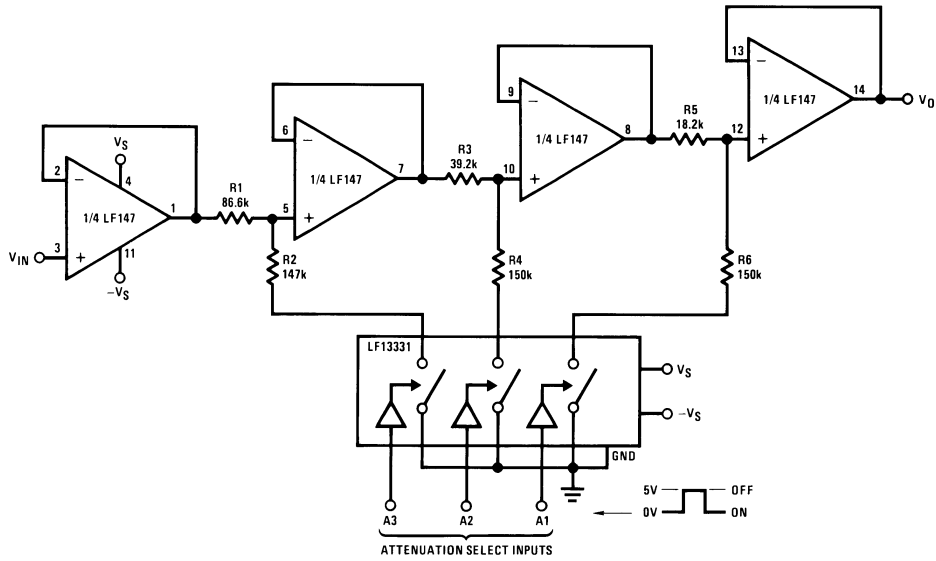 13
−
1/4 LF147
14
V₀
12
+
R5
18.2k
9
−
1/4 LF147
8
10
+
R3
39.2k
6
−
1/4 LF147
7
5
+
R1
86.6k
VS
4
2
−
1/4 LF147
1
VIN
3
+
11
−VS
R2
147k
R4
150k
R6
150k
LF13331
VS
−VS
GND
A3
A2
A1
5V
OFF
0V
ON
ATTENUATION SELECT INPUTS